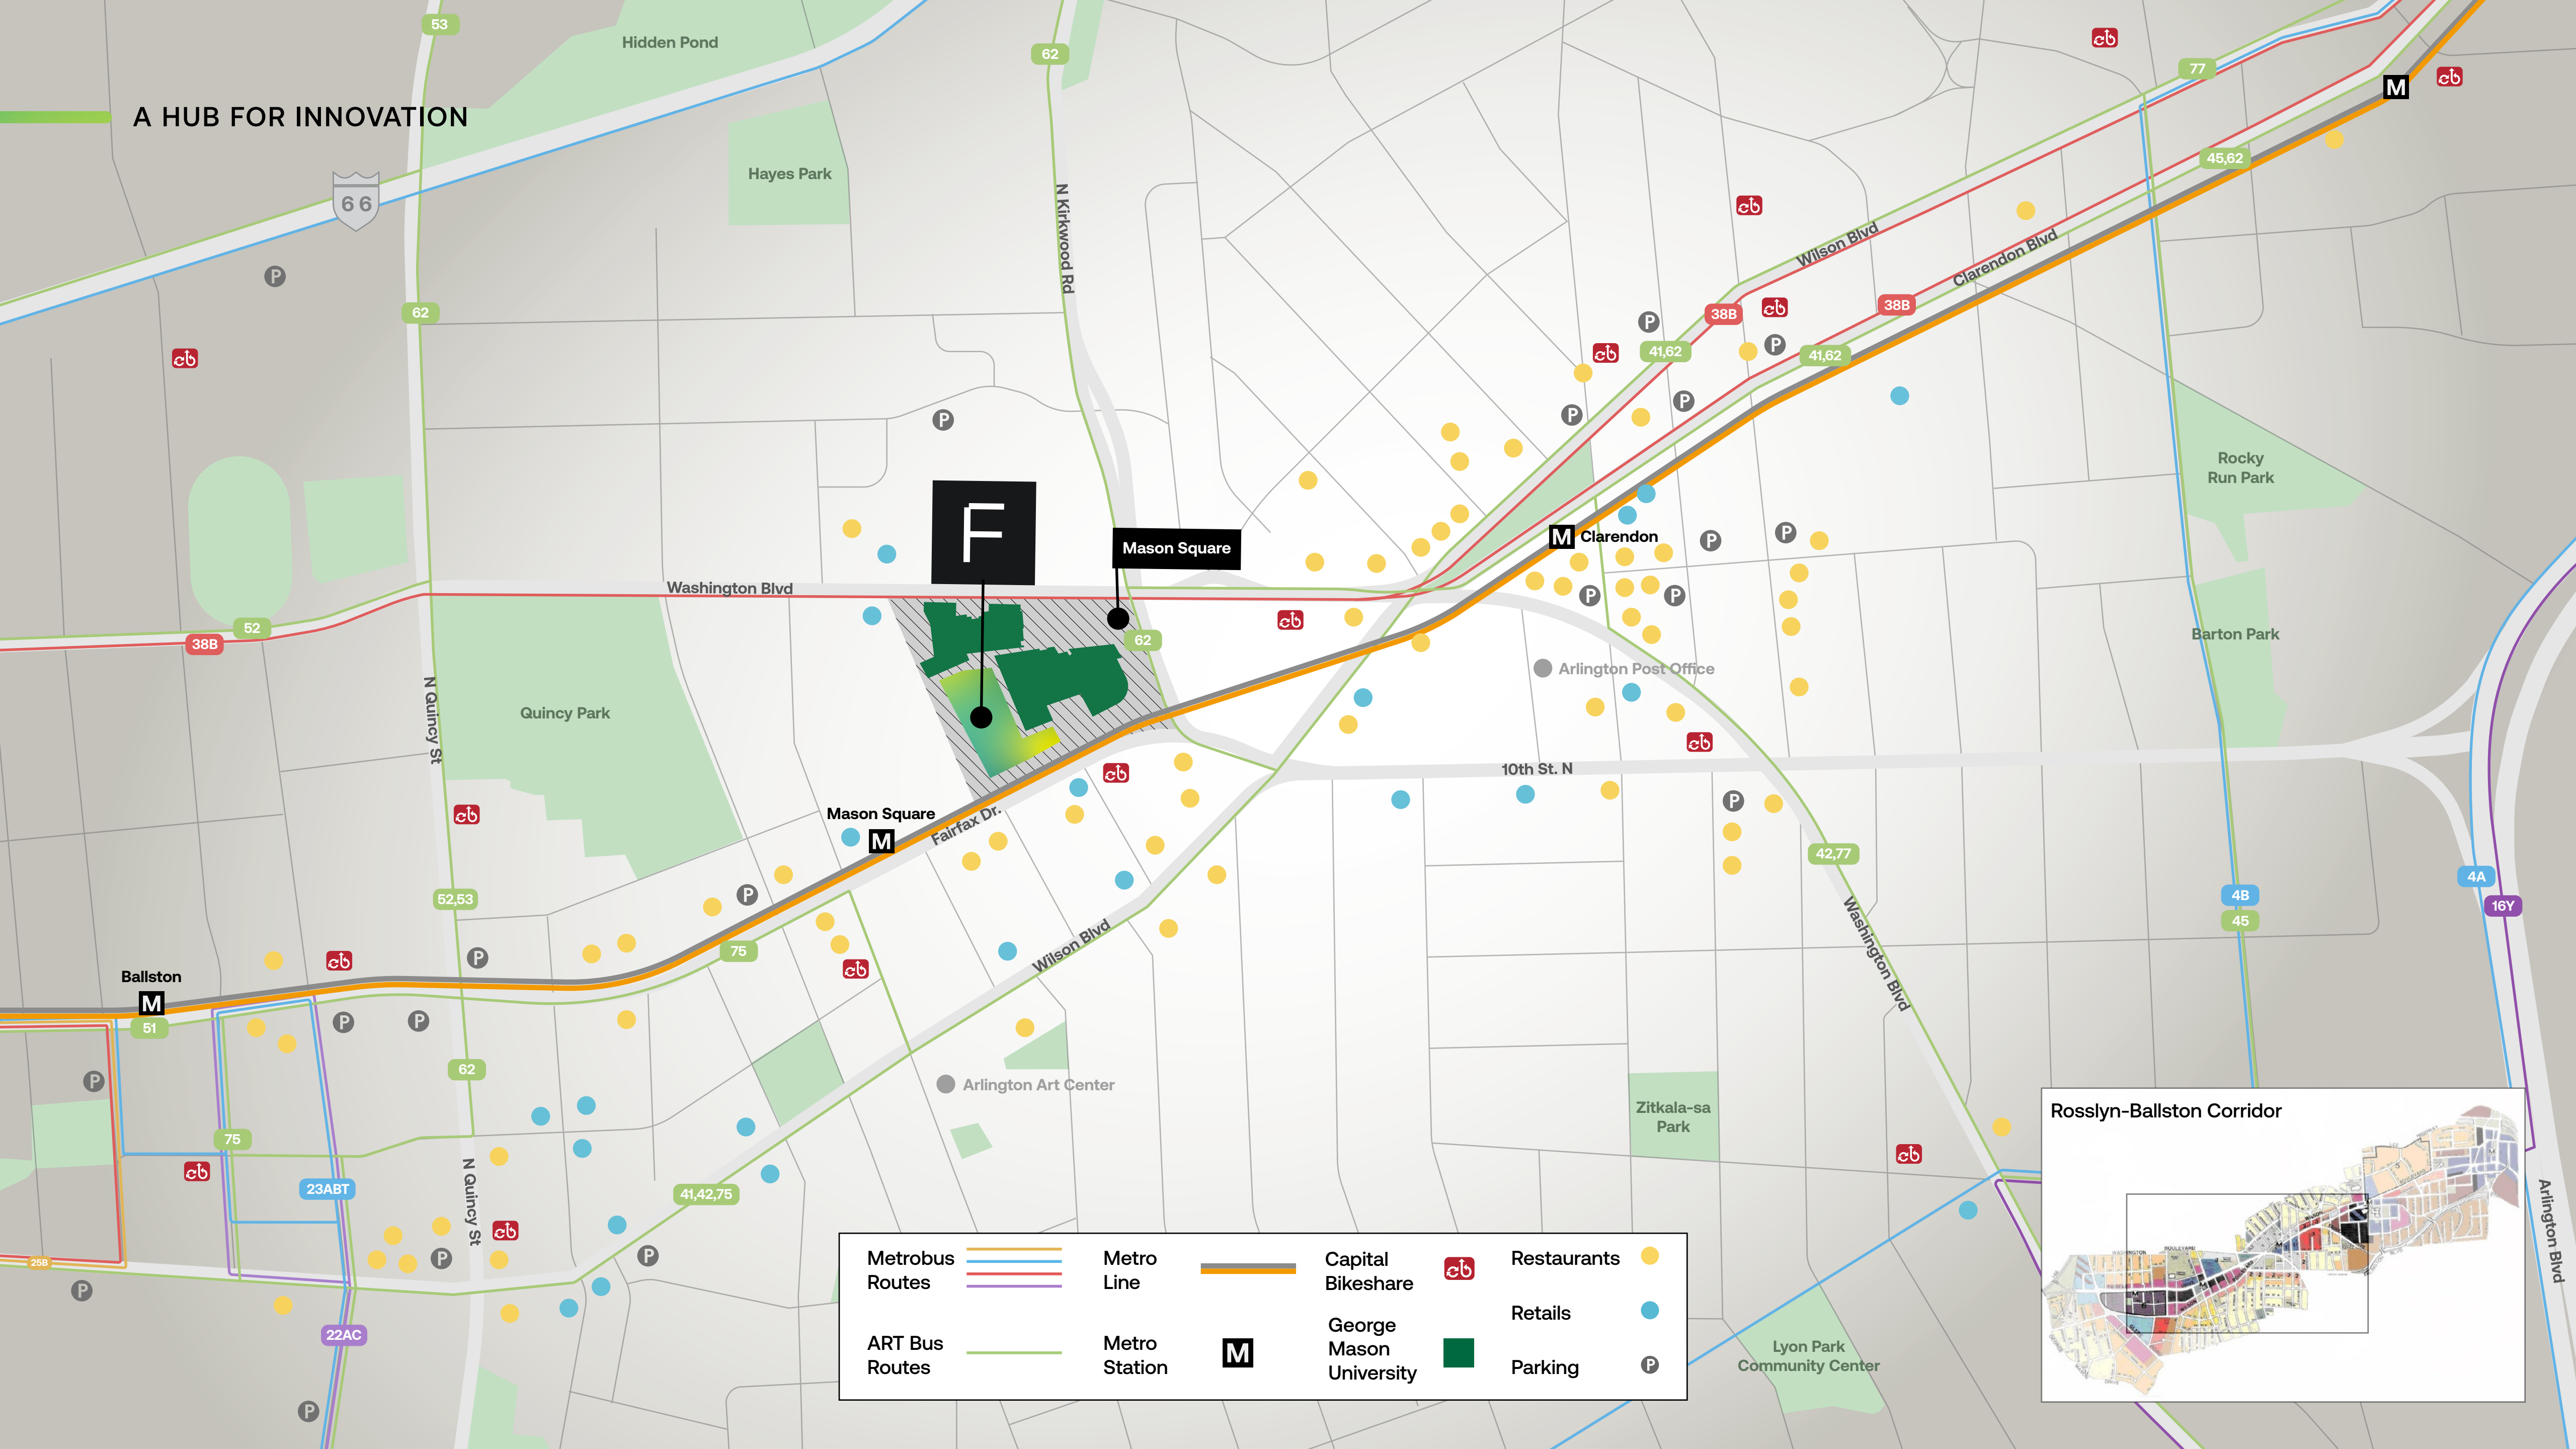 53
Hidden Pond
62
77
M
A HUB FOR INNOVATION
45,62
Hayes Park
66
N Kirkwood Rd
Wilson Blvd
Clarendon Blvd
P
62
38B
38B
P
P
41,62
41,62
P
P
P
Rocky
Run Park
F
Mason Square
M Clarendon
P
P
Washington Blvd
P
P
52
38B
62
Barton Park
Arlington Post Office
N Quincy St
Quincy Park
10th St. N
P
Mason Square
M
Fairfax Dr.
42,77
4A
4B
16Y
45
52,53
P
75
Wilson Blvd
Washington Blvd
P
Ballston
M
51
P
P
62
P
Arlington Art Center
Zitkala-sa
Park
75
23ABT
41,42,75
N Quincy St
P
P
25B
P
22AC
P
Metrobus
Routes
Metro
Line
Capital
Bikeshare
Restaurants
Retails
ART Bus
Routes
Metro
Station
M
George
Mason
University
Parking
P
Lyon Park
Community Center
Rosslyn-Ballston Corridor
Arlington Blvd